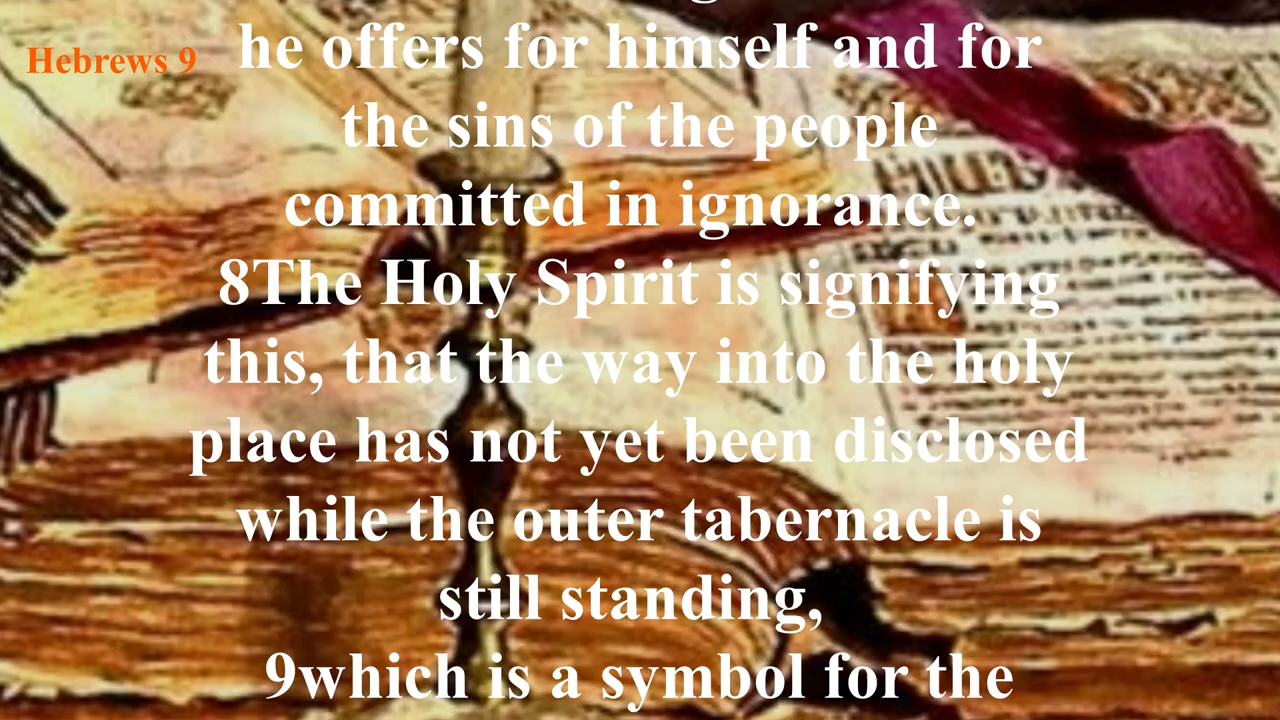 Hebrews 9
he offers for himself and for
the sins of the people
committed in ignorance.
8The Holy Spirit is signifying
this, that the way into the holy
place has not yet been disclosed
while the outer tabernacle is
still standing,
9which is a symbol for the